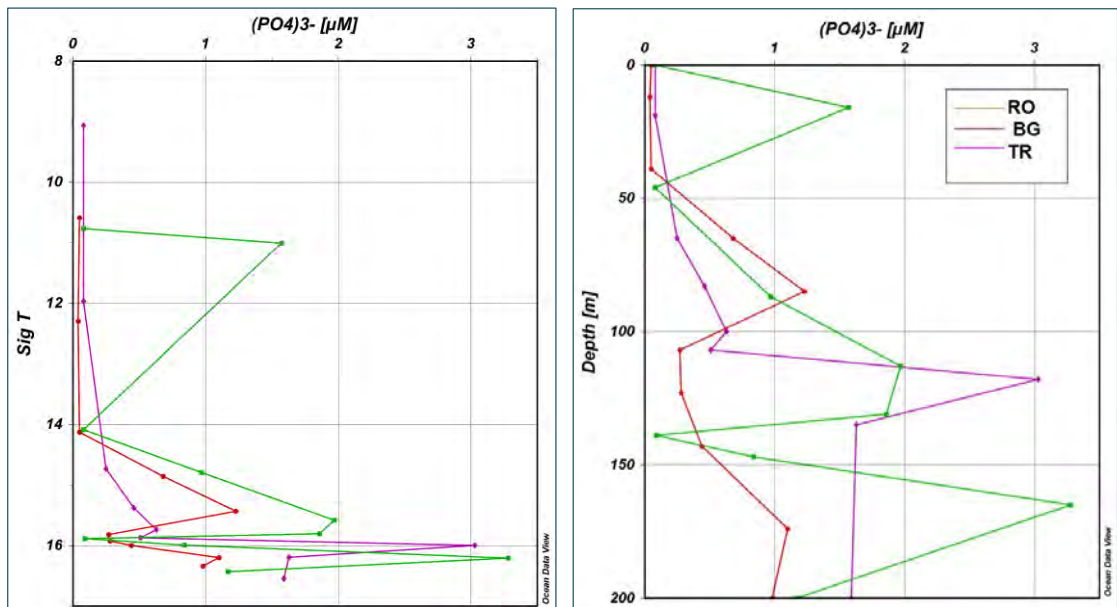 (PO4)3- [µM]
0 1 2 3
8
10
12
14
16
Sig T
Ocean Data View
(PO4)3- [µM]
0 1 2 3
0
50
100
150
200
Depth [m]
RO
BG
TR
Ocean Data View